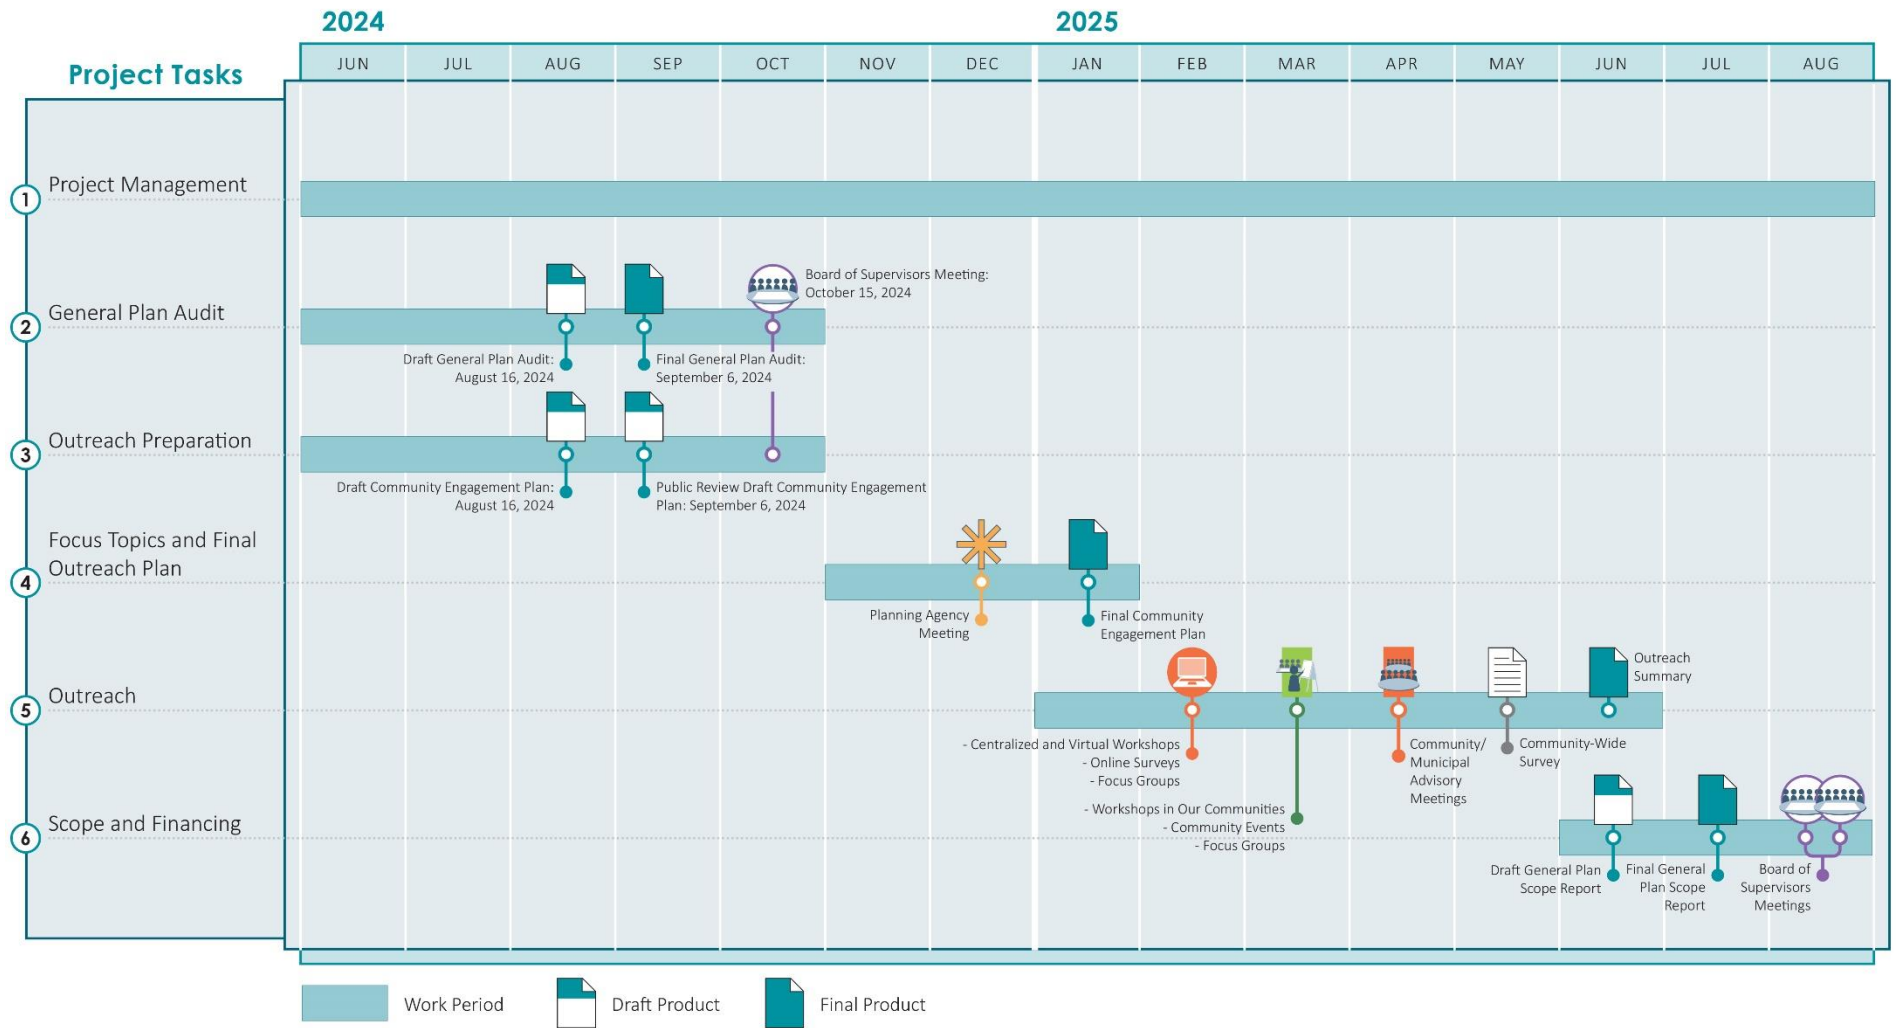 2024
2025
Project Tasks
JUN JUL AUG SEP OCT NOV DEC JAN FEB MAR APR MAY JUN JUL AUG
1
Project Management
2
General Plan Audit
Board of Supervisors Meeting:
October 15, 2024
Draft General Plan Audit:
August 16, 2024
Final General Plan Audit:
September 6, 2024
3
Outreach Preparation
Draft Community Engagement Plan:
August 16, 2024
Public Review Draft Community Engagement
Plan: September 6, 2024
4
Focus Topics and Final
Outreach Plan
Planning Agency
Meeting
Final Community
Engagement Plan
5
Outreach
- Centralized and Virtual Workshops
- Online Surveys
- Focus Groups
- Workshops in Our Communities
- Community Events
- Focus Groups
Community/
Municipal
Advisory
Meetings
Community-Wide
Survey
Outreach
Summary
6
Scope and Financing
Draft General Plan
Scope Report
Final General
Plan Scope
Report
Board of
Supervisors
Meetings
Work Period
Draft Product
Final Product